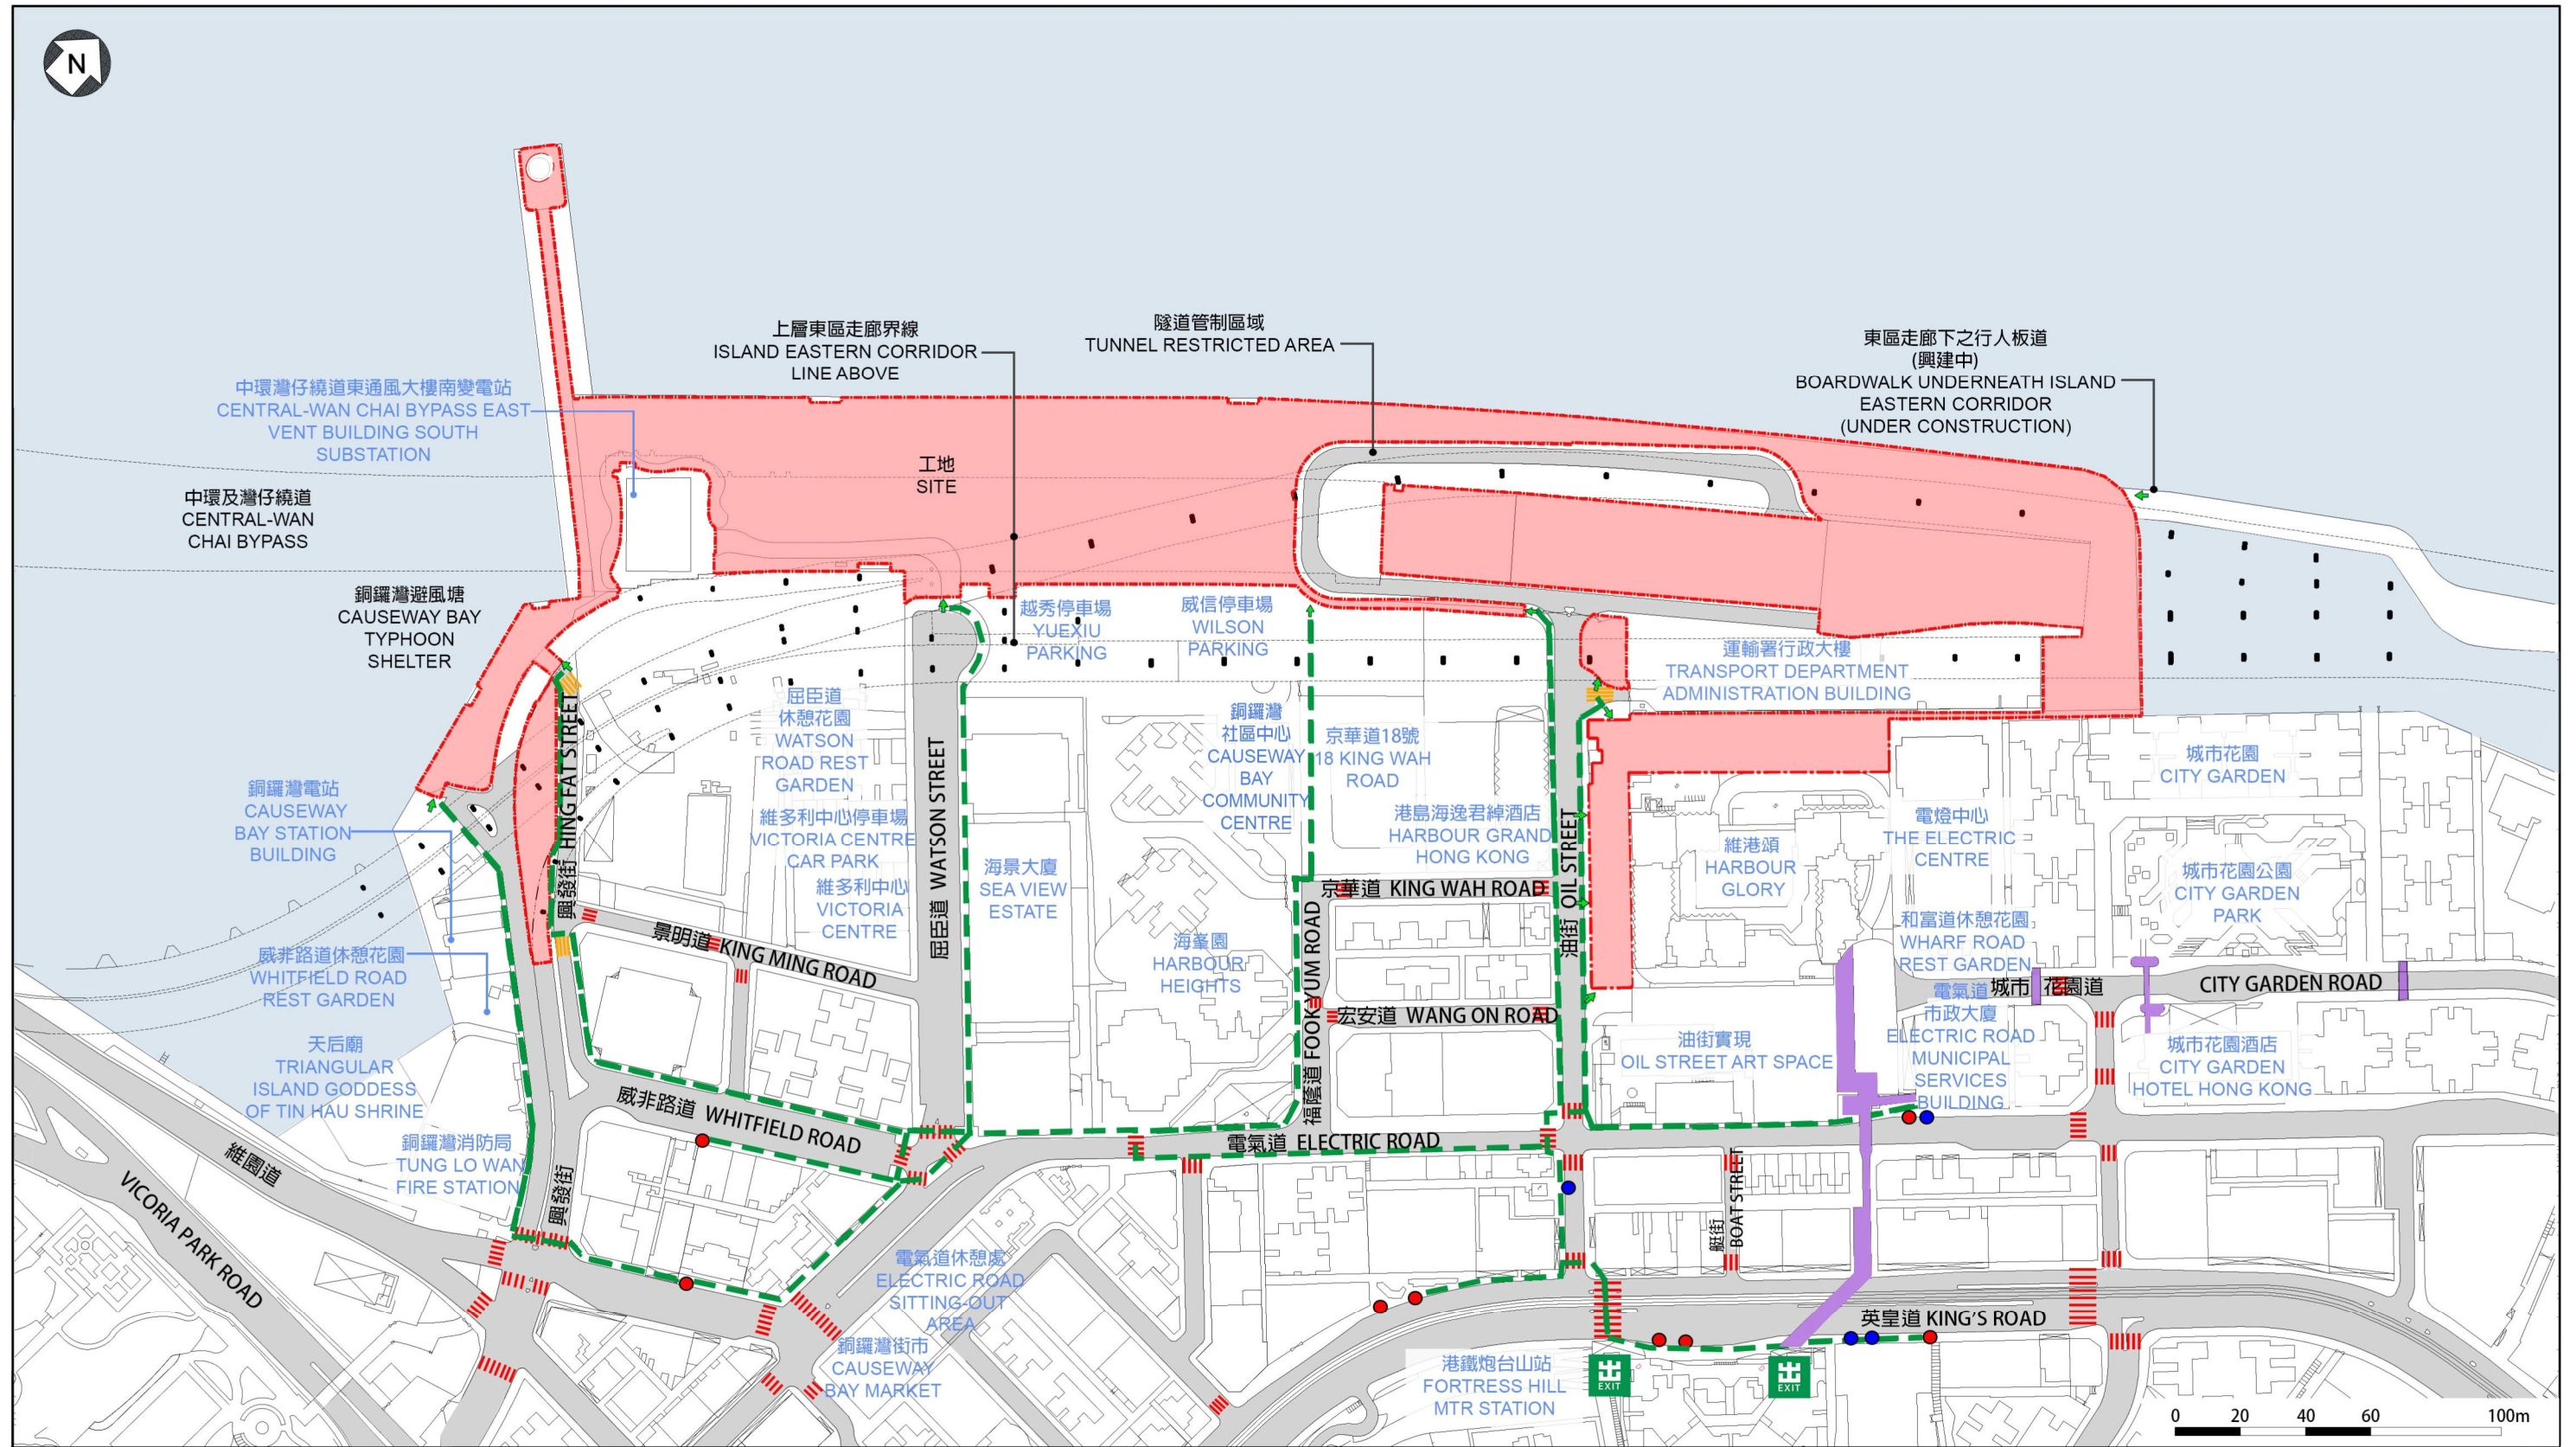 N
上層東區走廊界線
ISLAND EASTERN CORRIDOR
LINE ABOVE
隧道管制區域
TUNNEL RESTRICTED AREA
東區走廊下之行人板道
(興建中)
BOARDWALK UNDERNEATH ISLAND
EASTERN CORRIDOR
(UNDER CONSTRUCTION)
中環灣仔繞道東通風大樓南變電站
CENTRAL-WAN CHAI BYPASS EAST
VENT BUILDING SOUTH
SUBSTATION
工地
SITE
中環及灣仔繞道
CENTRAL-WAN
CHAI BYPASS
銅鑼灣避風塘
CAUSEWAY BAY
TYPHOON
SHELTER
越秀停車場
YUEXIU
PARKING
威信停車場
WILSON
PARKING
運輸署行政大樓
TRANSPORT DEPARTMENT
ADMINISTRATION BUILDING
屈臣道
休憩花園
WATSON
ROAD REST
GARDEN
銅鑼灣
社區中心
CAUSEWAY
BAY
COMMUNITY
CENTRE
京華道18號
18 KING WAH
ROAD
城市花園
CITY GARDEN
銅鑼灣電站
CAUSEWAY
BAY STATION
BUILDING
興發街 HING FAT STREET
維多利中心停車場
VICTORIA CENTRE
CAR PARK
維多利中心
VICTORIA
CENTRE
屈臣道 WATSON STREET
海景大廈
SEA VIEW
ESTATE
港島海逸君綽酒店
HARBOUR GRAND
HONG KONG
油街 OIL STREET
維港頌
HARBOUR
GLORY
電燈中心
THE ELECTRIC
CENTRE
城市花園公園
CITY GARDEN
PARK
京華道 KING WAH ROAD
威非路道休憩花園
WHITFIELD ROAD
REST GARDEN
景明道 KING MING ROAD
海峯園
HARBOUR
HEIGHTS
福蔭道 FOOK YUM ROAD
和富道休憩花園
WHARF ROAD
REST GARDEN
宏安道 WANG ON ROAD
城市花園道
CITY GARDEN ROAD
電氣道
市政大廈
ELECTRIC ROAD
MUNICIPAL
SERVICES
BUILDING
天后廟
TRIANGULAR
ISLAND GODDESS
OF TIN HAU SHRINE
油街實現
OIL STREET ART SPACE
城市花園酒店
CITY GARDEN
HOTEL HONG KONG
威非路道 WHITFIELD ROAD
電氣道 ELECTRIC ROAD
銅鑼灣消防局
TUNG LO WAN
FIRE STATION
維園道
VICORIA PARK ROAD
興發街
艇街
BOAT STREET
電氣道休憩處
ELECTRIC ROAD
SITTING-OUT
AREA
銅鑼灣街市
CAUSEWAY
BAY MARKET
英皇道 KING'S ROAD
港鐵炮台山站
FORTRESS HILL
MTR STATION
出
EXIT
出
EXIT
0 20 40 60 100m